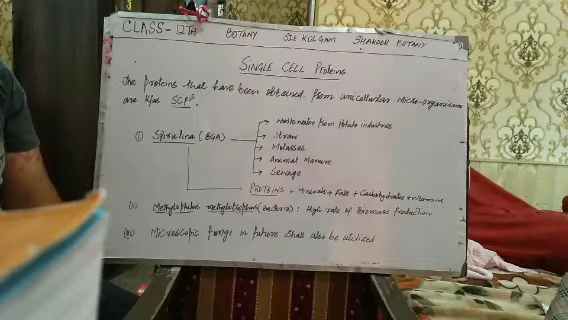 CLASS - 12TH BOTANY SIE KULGAM SHAKOOR BOTANY
SINGLE CELL PROTEINS
The proteins that have been obtained from unicellular micro-organisms
are K/as SCP'S.
(i) Spirulina (BGA)
→ Wastewater from Potato industries
→ Straw
→ Molasses
→ Animal Manure
→ Sewage
PROTEINS + Minerals + Fats + Carbohydrates + vitamins
(ii) Methylophilus methylotrophus (bacteria) : High rate of Biomass Production
(iii) Microscopic fungi in future shall also be utilized